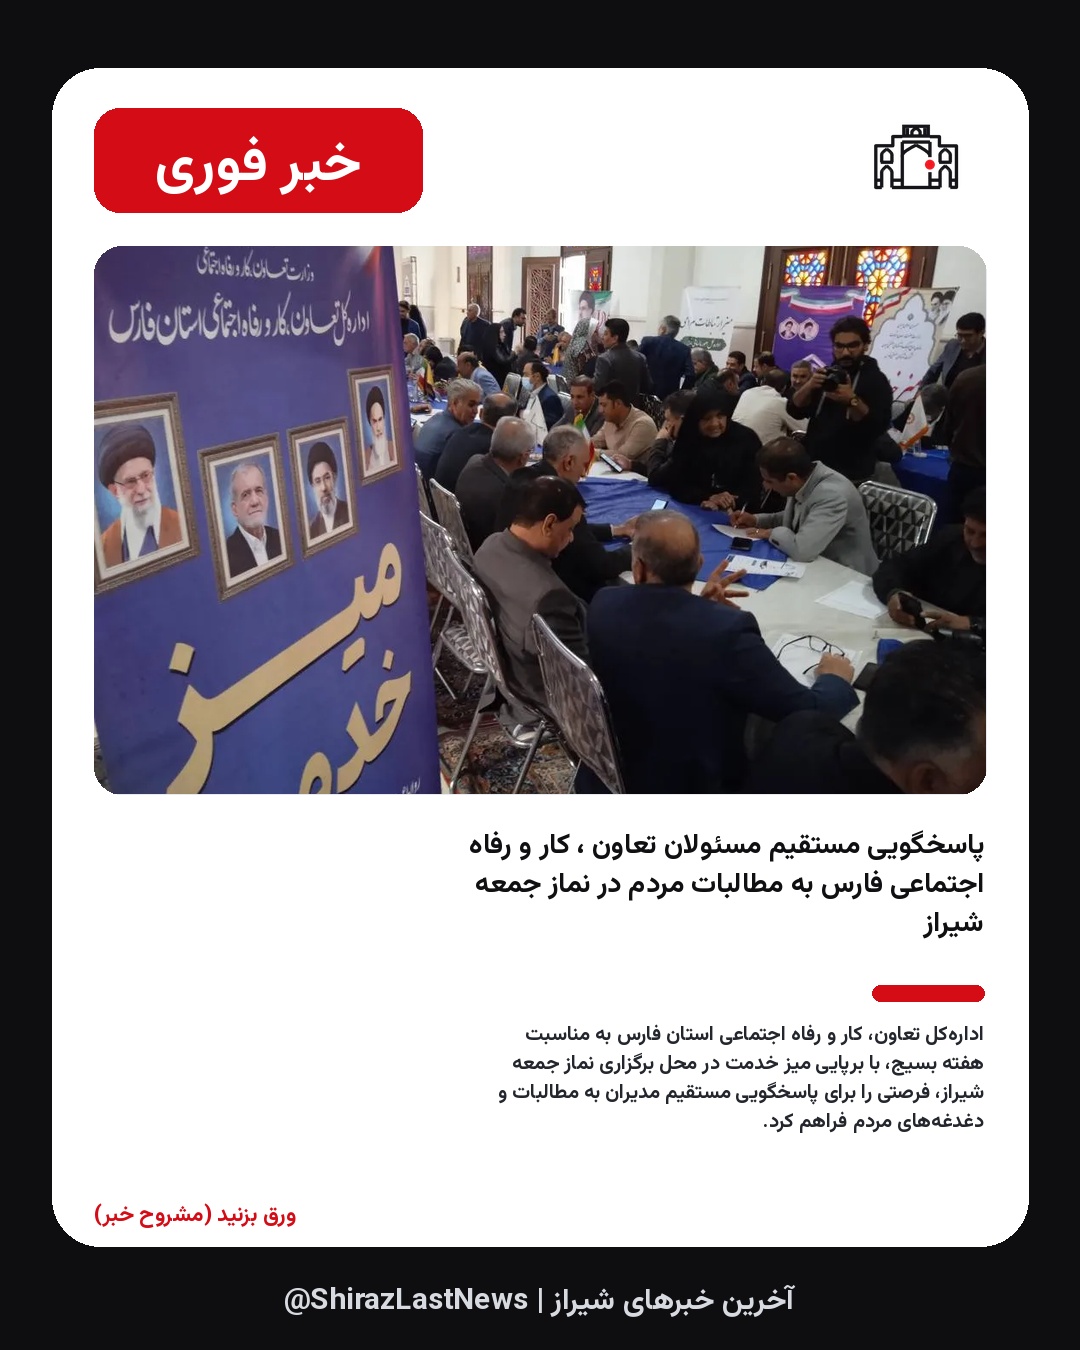 خبر فوری
وزارت تعاون، کار و رفاه اجتماعی
اداره کل تعاون، کار و رفاه اجتماعی استان فارس
میز
خدمت
پاسخگویی مستقیم مسئولان تعاون ، کار و رفاه
اجتماعی فارس به مطالبات مردم در نماز جمعه
شیراز
اداره‌کل تعاون، کار و رفاه اجتماعی استان فارس به مناسبت
هفته بسیج، با برپایی میز خدمت در محل برگزاری نماز جمعه
شیراز، فرصتی را برای پاسخگویی مستقیم مدیران به مطالبات و
دغدغه‌های مردم فراهم کرد.
ورق بزنید (مشروح خبر)
آخرین خبرهای شیراز | @ShirazLastNews